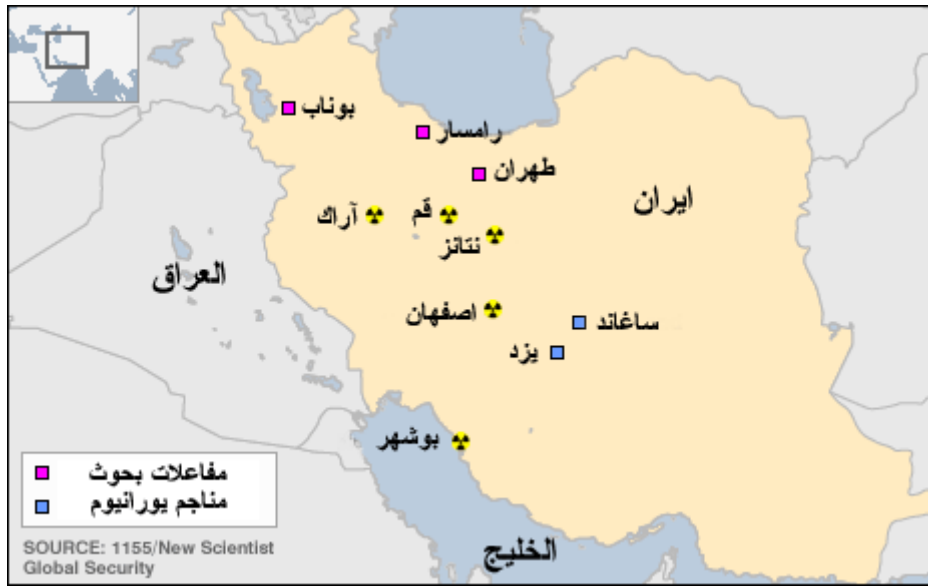 بوناب
رامسار
طهران
ايران
آراك
قم
نتانز
العراق
اصفهان
ساغاند
يزد
بوشهر
مفاعلات بحوث
مناجم يورانيوم
الخليج
SOURCE: 1155/New Scientist
Global Security